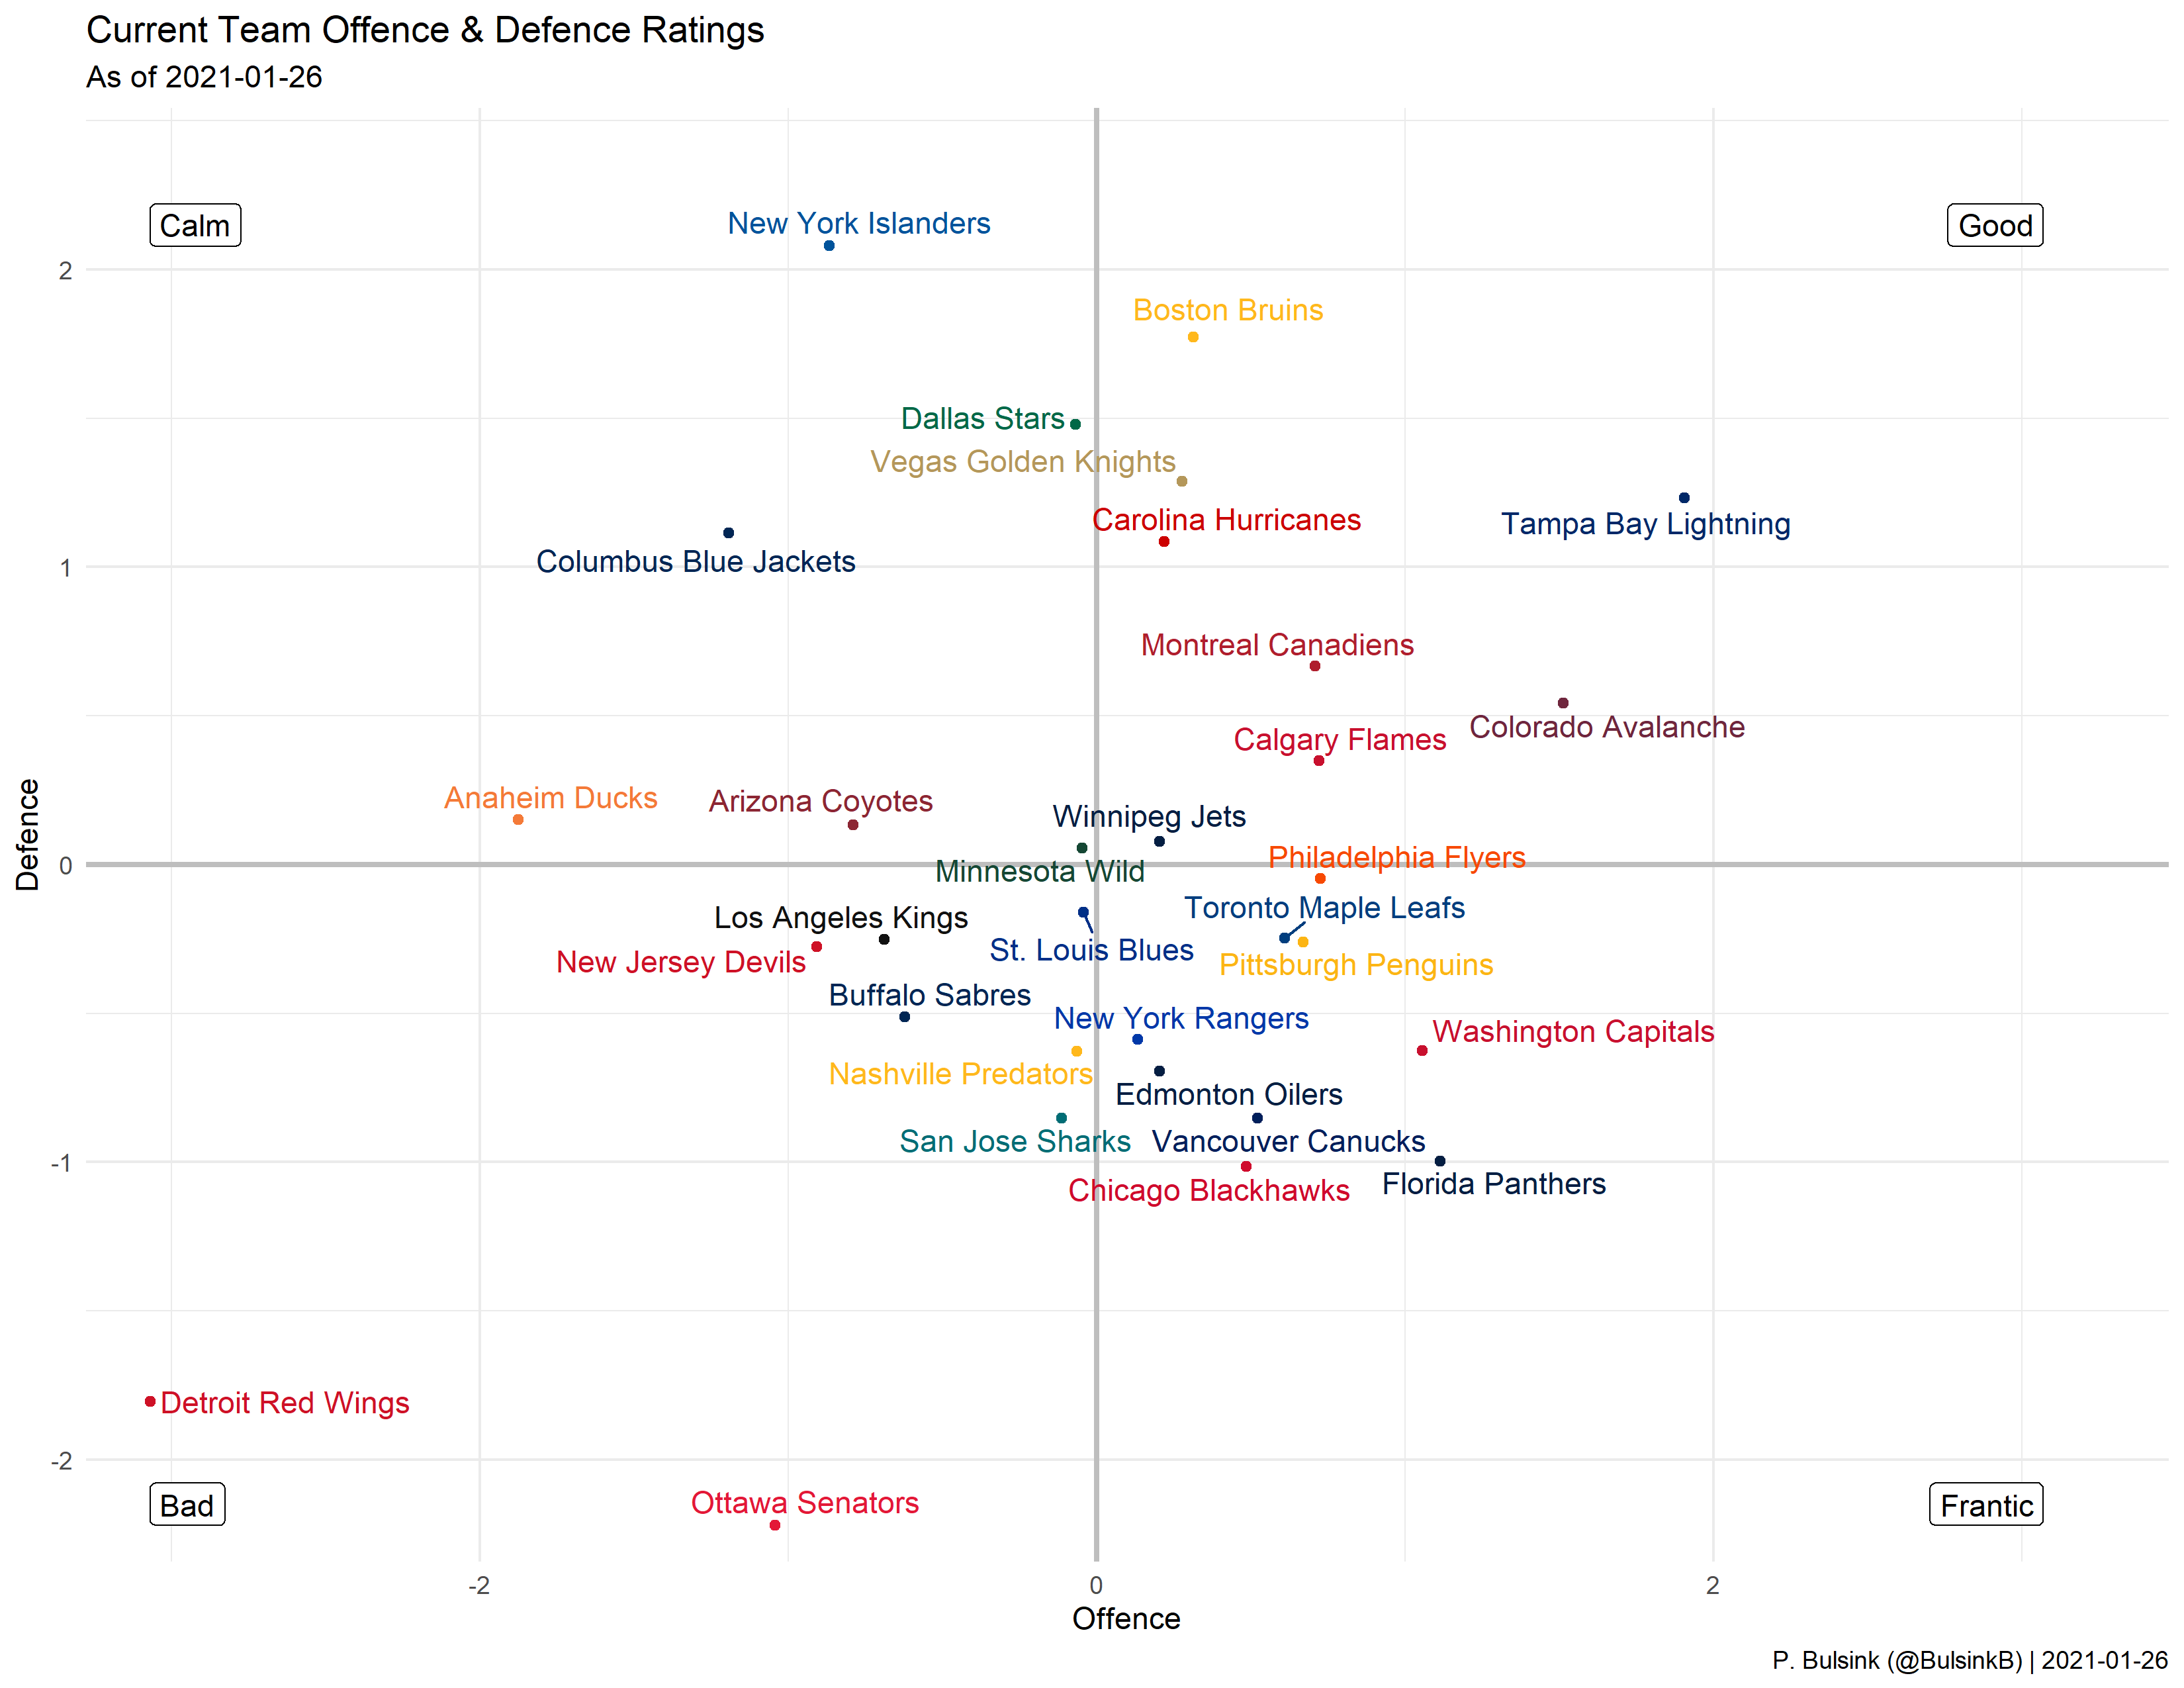 Current Team Offence & Defence Ratings
As of 2021-01-26
Calm
New York Islanders
Good
2
Boston Bruins
Dallas Stars
Vegas Golden Knights
Carolina Hurricanes
Tampa Bay Lightning
Columbus Blue Jackets
1
Montreal Canadiens
Colorado Avalanche
Calgary Flames
Anaheim Ducks
Arizona Coyotes
Winnipeg Jets
Defence
0
Philadelphia Flyers
Minnesota Wild
Toronto Maple Leafs
Los Angeles Kings
St. Louis Blues
New Jersey Devils
Pittsburgh Penguins
Buffalo Sabres
New York Rangers
Washington Capitals
Nashville Predators
Edmonton Oilers
San Jose Sharks
Vancouver Canucks
-1
Chicago Blackhawks
Florida Panthers
Detroit Red Wings
-2
Bad
Ottawa Senators
Frantic
-2
0
2
Offence
P. Bulsink (@BulsinkB) | 2021-01-26